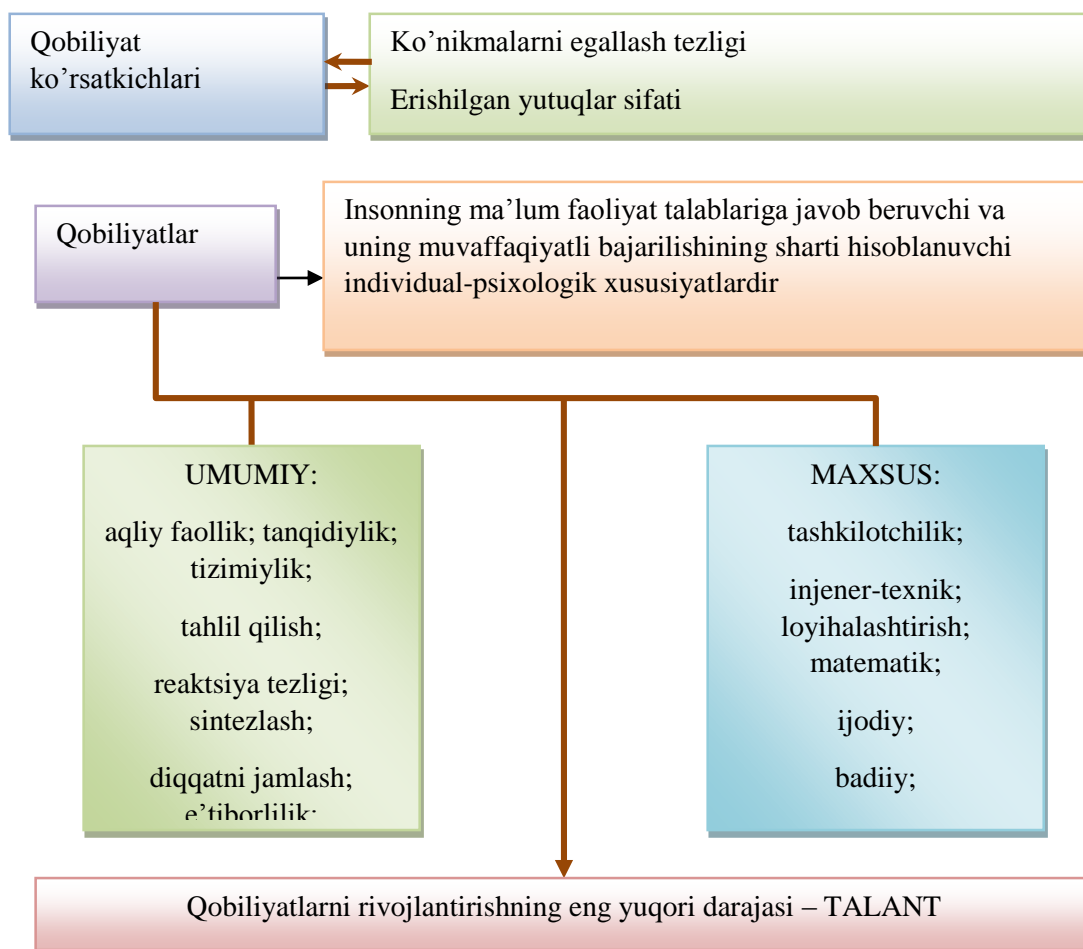 Qobiliyat
ko’rsatkichlari
Ko’nikmalarni egallash tezligi
Erishilgan yutuqlar sifati
Qobiliyatlar
Insonning ma’lum faoliyat talablariga javob beruvchi va
uning muvaffaqiyatli bajarilishining sharti hisoblanuvchi
individual-psixologik xususiyatlardir
UMUMIY:
aqliy faollik; tanqidiylik;
tizimiylik;
tahlil qilish;
reaktsiya tezligi;
sintezlash;
diqqatni jamlash;
e’tiborlilik;
MAXSUS:
tashkilotchilik;
injener-texnik;
loyihalashtirish;
matematik;
ijodiy;
badiiy;
Qobiliyatlarni rivojlantirishning eng yuqori darajasi – TALANT